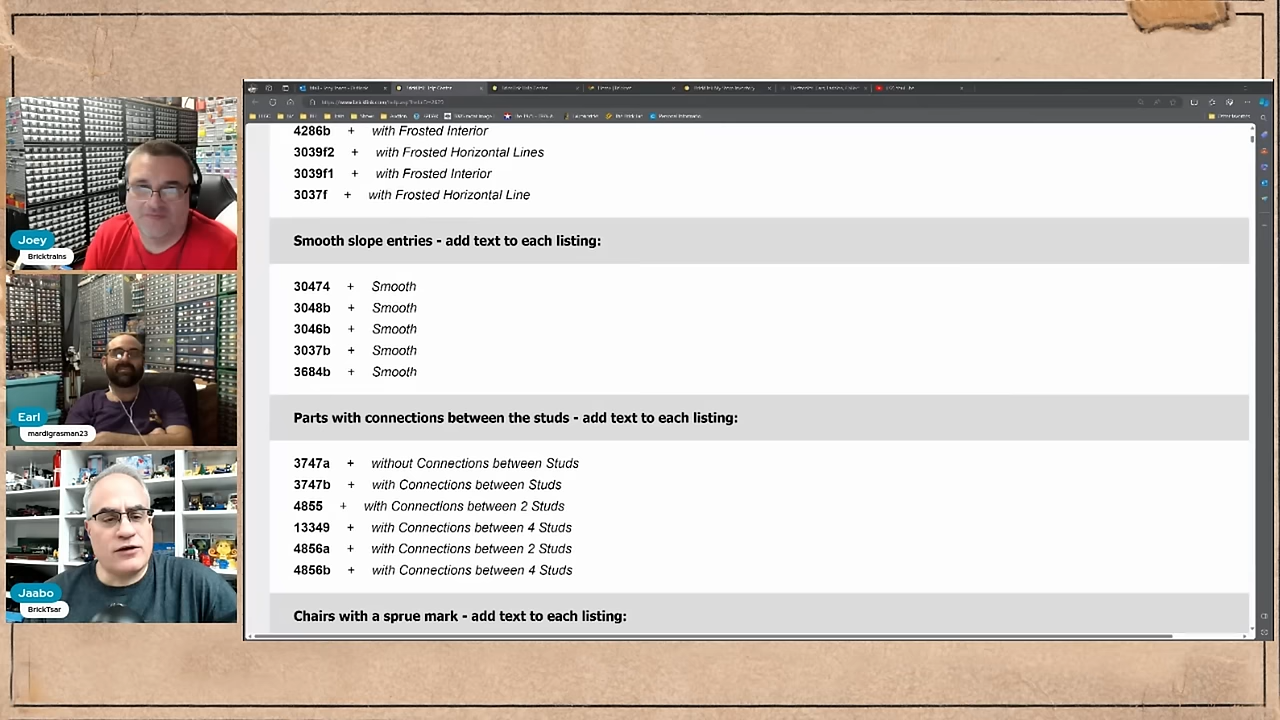 Joey
Bricktrains
Earl
mardigrasman23
Jaabo
BrickTsar
4286b + with Frosted Interior
3039f2 + with Frosted Horizontal Lines
3039f1 + with Frosted Interior
3037f + with Frosted Horizontal Line
Smooth slope entries - add text to each listing:
30474 + Smooth
3048b + Smooth
3046b + Smooth
3037b + Smooth
3684b + Smooth
Parts with connections between the studs - add text to each listing:
3747a + without Connections between Studs
3747b + with Connections between Studs
4855 + with Connections between 2 Studs
13349 + with Connections between 4 Studs
4856a + with Connections between 2 Studs
4856b + with Connections between 4 Studs
Chairs with a sprue mark - add text to each listing: